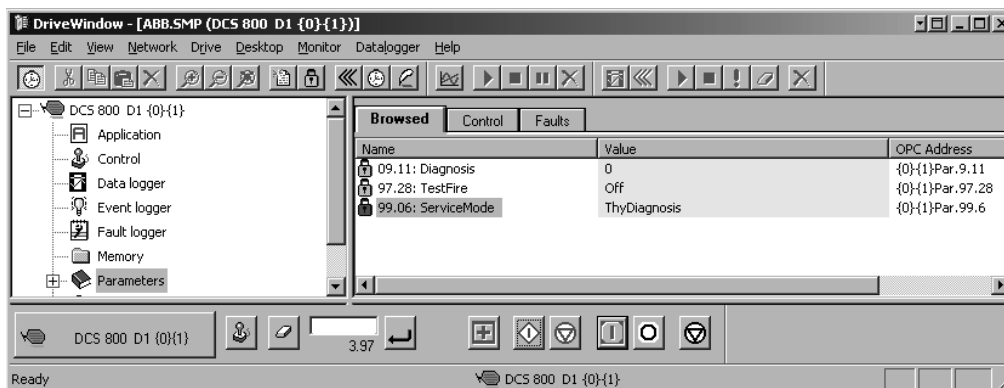 DriveWindow - [ABB.SMP (DCS 800 D1 {0}{1})]
File Edit View Network Drive Desktop Monitor Datalogger Help
DCS 800 D1 {0}{1}
Application
Control
Data logger
Event logger
Fault logger
Memory
Parameters
Browsed Control Faults
Name Value OPC Address
09.11: Diagnosis 0 {0}{1}Par.9.11
97.28: TestFire Off {0}{1}Par.97.28
99.06: ServiceMode ThyDiagnosis {0}{1}Par.99.6
DCS 800 D1 {0}{1} 3.97
Ready DCS 800 D1 {0}{1}